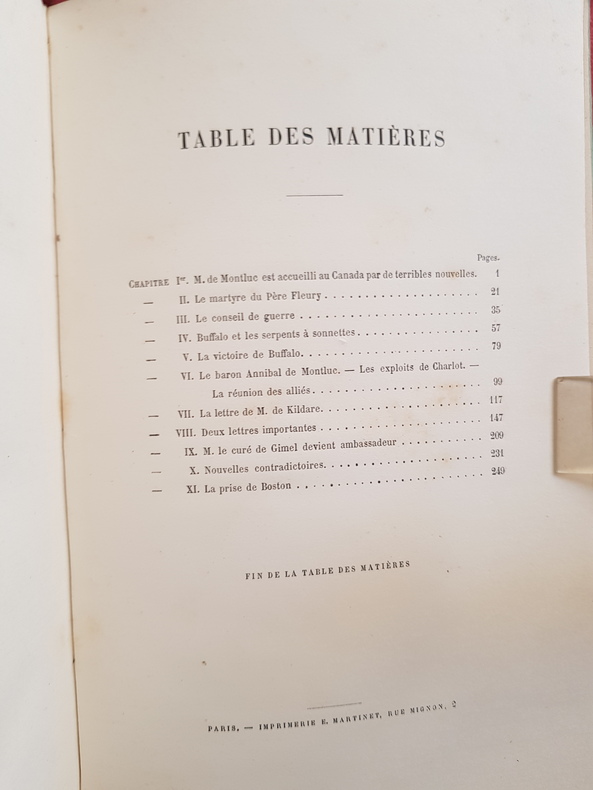 TABLE DES MATIÈRES
Pages.
CHAPITRE Ier. M. de Montluc est accueilli au Canada par de terribles nouvelles. 1
— II. Le martyre du Père Fleury . . . . . . . . . . . . . . . . . . . 21
— III. Le conseil de guerre . . . . . . . . . . . . . . . . . . . . . . 35
— IV. Buffalo et les serpents à sonnettes . . . . . . . . . . . . . . . 57
— V. La victoire de Buffalo. . . . . . . . . . . . . . . . . . . . . . 79
— VI. Le baron Annibal de Montluc. — Les exploits de Charlot. —
La réunion des alliés . . . . . . . . . . . . . . . . . . . . 99
— VII. La lettre de M. de Kildare. . . . . . . . . . . . . . . . . . . . 117
— VIII. Deux lettres importantes . . . . . . . . . . . . . . . . . . . . 147
— IX. M. le curé de Gimel devient ambassadeur . . . . . . . . . . 209
— X. Nouvelles contradictoires. . . . . . . . . . . . . . . . . . . . 231
— XI. La prise de Boston . . . . . . . . . . . . . . . . . . . . . . . 249
FIN DE LA TABLE DES MATIÈRES
PARIS. — IMPRIMERIE E. MARTINET, RUE MIGNON, 2